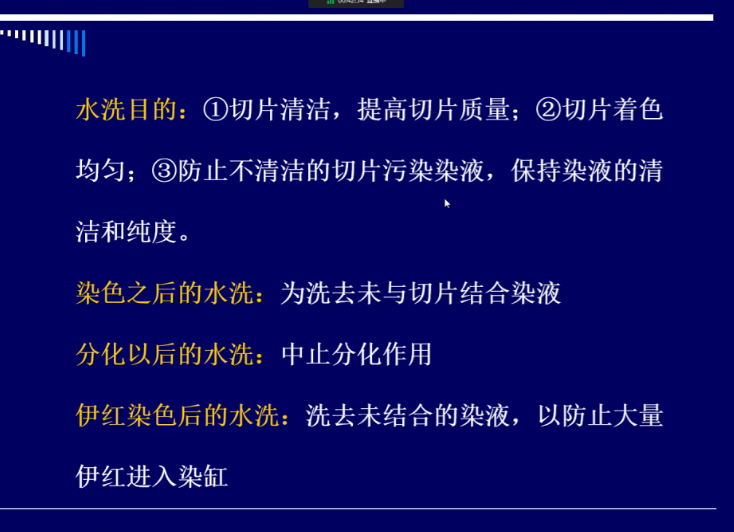 水洗目的：①切片清洁，提高切片质量；②切片着色
均匀；③防止不清洁的切片污染染液，保持染液的清
洁和纯度。
染色之后的水洗：为洗去未与切片结合染液
分化以后的水洗：中止分化作用
伊红染色后的水洗：洗去未结合的染液，以防止大量
伊红进入染缸